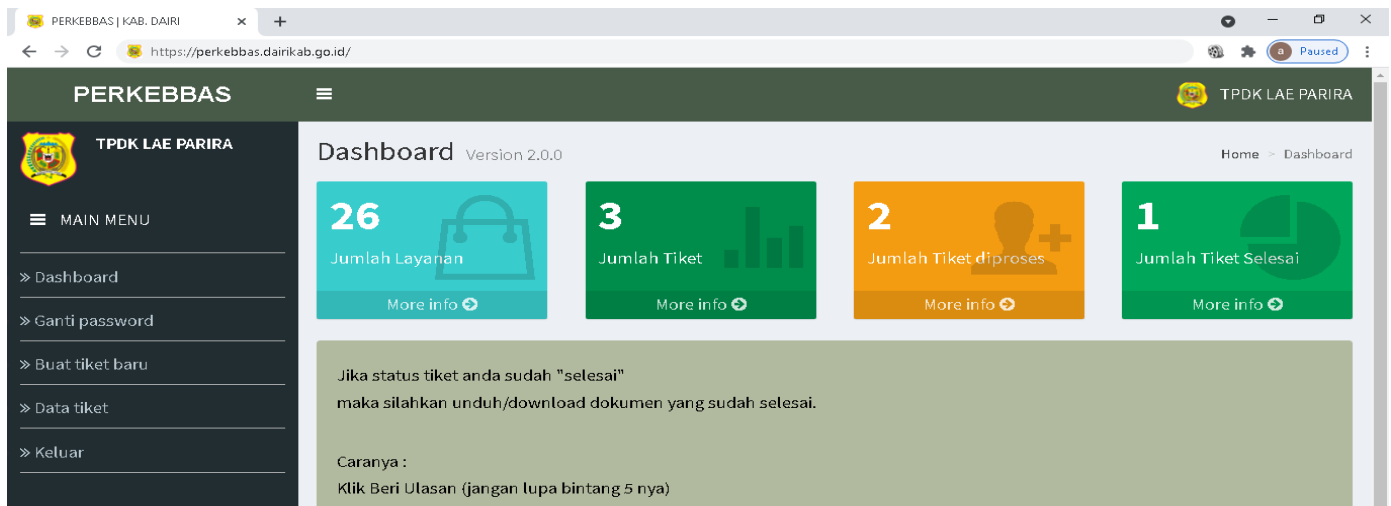 PERKEBBAS | KAB. DAIRI
https://perkebbas.dairikab.go.id/
a Paused
PERKEBBAS
TPDK LAE PARIRA
TPDK LAE PARIRA
MAIN MENU
» Dashboard
» Ganti password
» Buat tiket baru
» Data tiket
» Keluar
Dashboard Version 2.0.0
Home > Dashboard
26
Jumlah Layanan
More info
3
Jumlah Tiket
More info
2
Jumlah Tiket diproses
More info
1
Jumlah Tiket Selesai
More info
Jika status tiket anda sudah "selesai"
maka silahkan unduh/download dokumen yang sudah selesai.
Caranya :
Klik Beri Ulasan (jangan lupa bintang 5 nya)